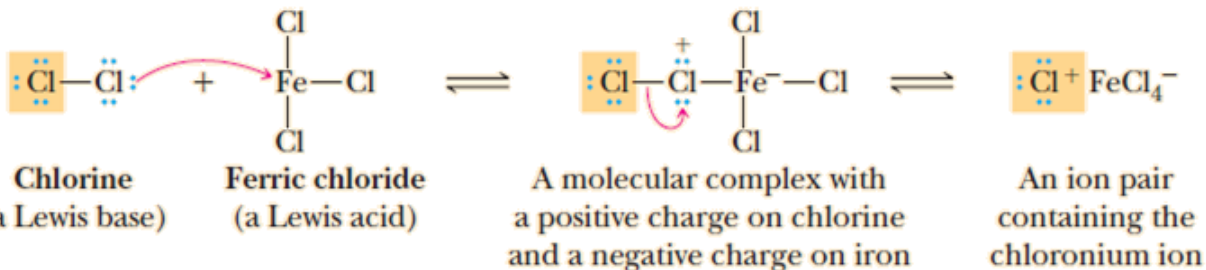 Cl Cl
:Cl—Cl: + Fe—Cl ⇌ :Cl—Cl⁺—Fe⁻—Cl ⇌ :Cl⁺ FeCl₄⁻
Cl Cl
Chlorine Ferric chloride A molecular complex with An ion pair
a Lewis base) (a Lewis acid) a positive charge on chlorine containing the
and a negative charge on iron chloronium ion